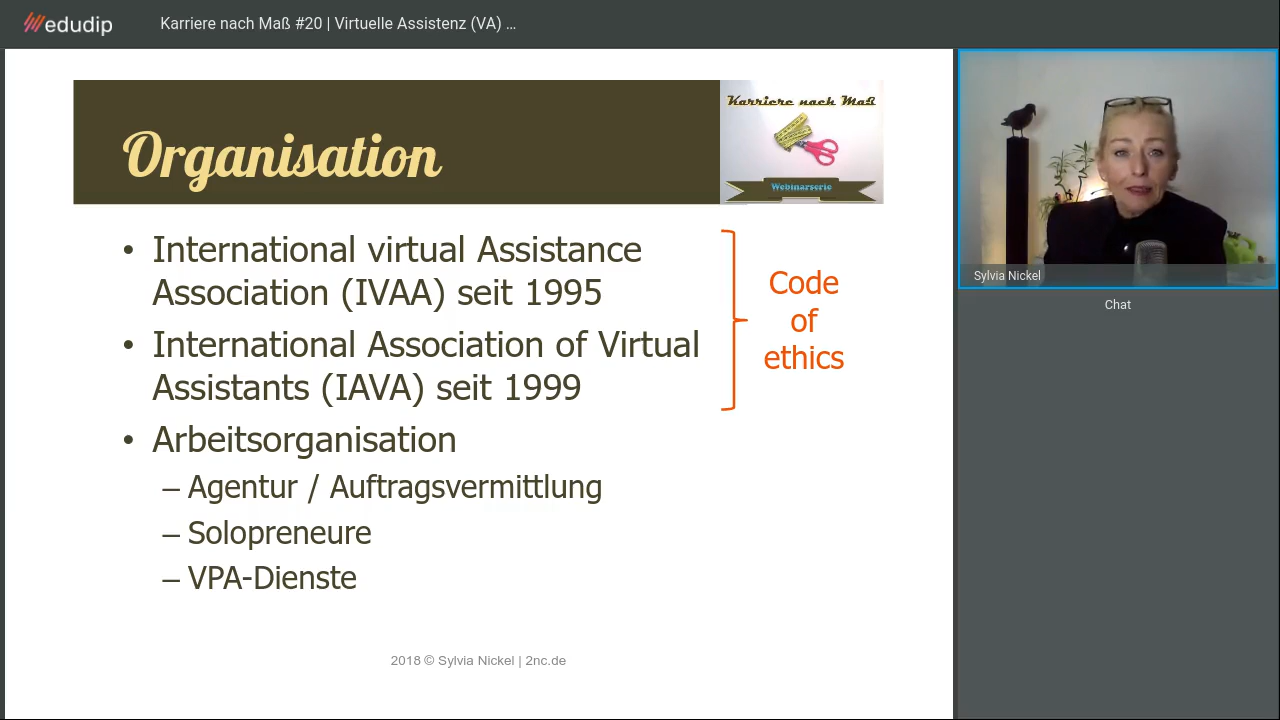 edudip
Karriere nach Maß #20 | Virtuelle Assistenz (VA) ...
Organisation
Karriere nach Maß
Webinarserie
• International virtual Assistance
Association (IVAA) seit 1995
• International Association of Virtual
Assistants (IAVA) seit 1999
Code
of
ethics
• Arbeitsorganisation
– Agentur / Auftragsvermittlung
– Solopreneure
– VPA-Dienste
2018 © Sylvia Nickel | 2nc.de
Sylvia Nickel
Chat